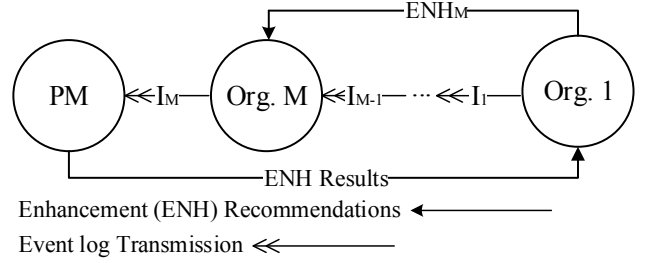 ENHM
PM IM Org. M IM-1 ... I1 Org. 1
ENH Results
Enhancement (ENH) Recommendations
Event log Transmission